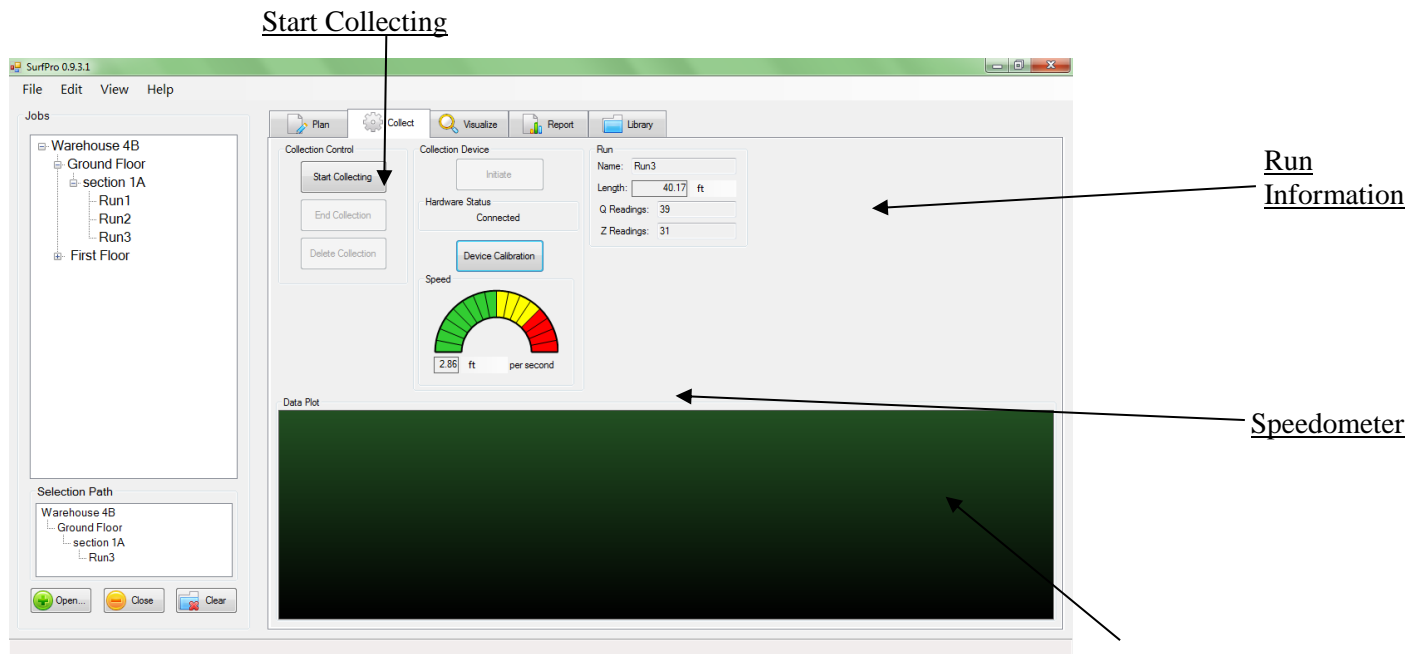 Start Collecting
SurfPro 0.9.3.1
File Edit View Help
Jobs
Warehouse 4B
Ground Floor
section 1A
Run1
Run2
Run3
First Floor
Selection Path
Warehouse 4B
Ground Floor
section 1A
Run3
Open... Close Clear
Plan Collect Visualize Report Library
Collection Control
Start Collecting
End Collection
Delete Collection
Collection Device
Initiate
Hardware Status
Connected
Device Calibration
Speed
2.86 ft per second
Run
Name: Run3
Length: 40.17 ft
Q Readings: 39
Z Readings: 31
Data Plot
Run
Information
Speedometer